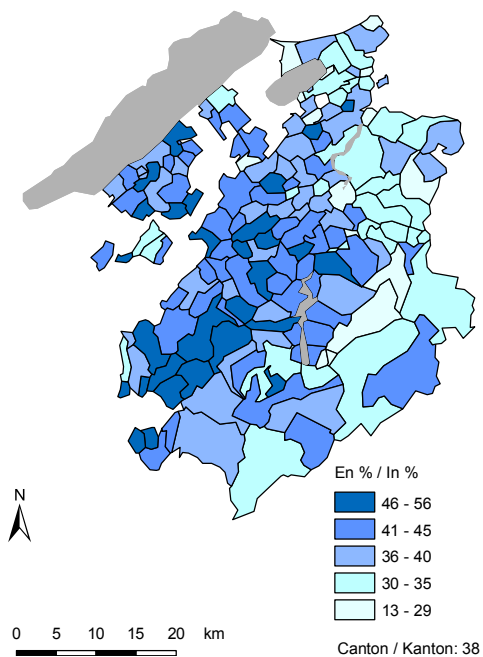 En % / In %
46 - 56
41 - 45
36 - 40
30 - 35
13 - 29
N
0 5 10 15 20 km
Canton / Kanton: 38